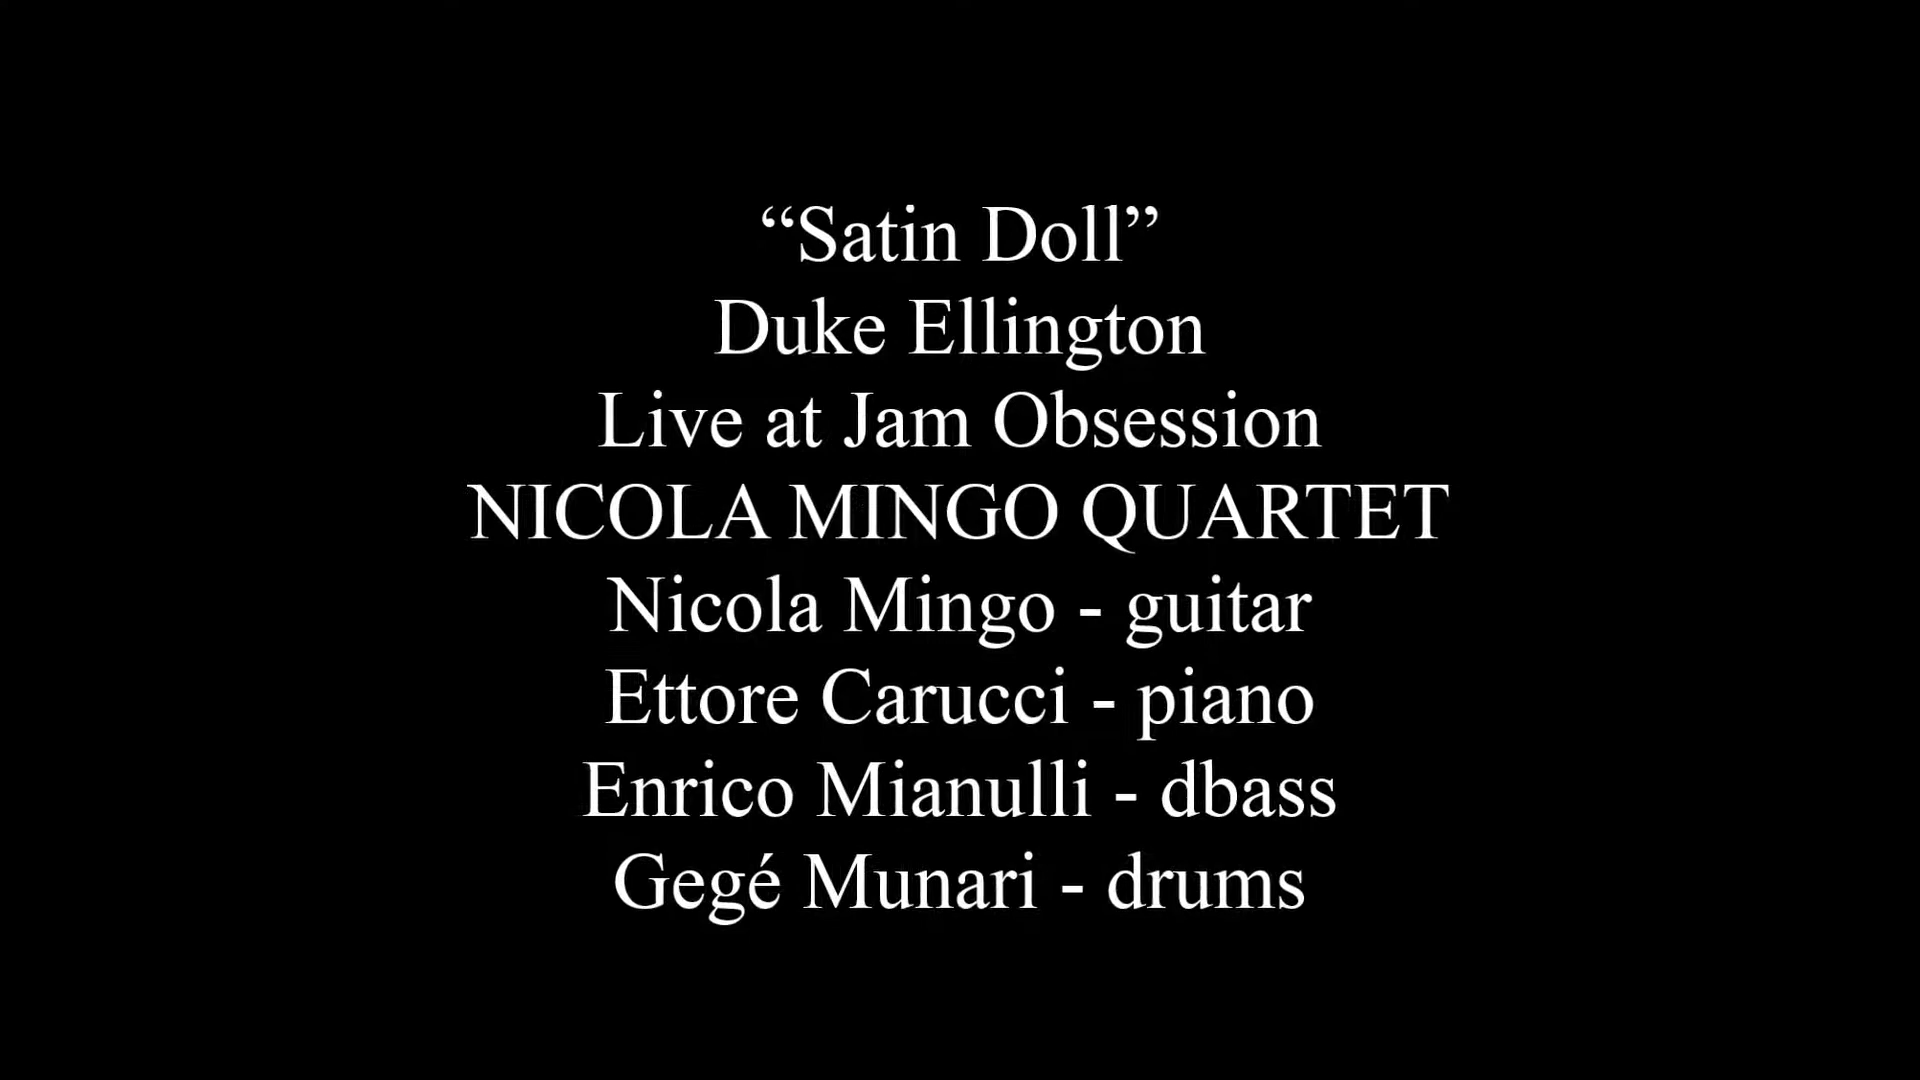 “Satin Doll”
Duke Ellington
Live at Jam Obsession
NICOLA MINGO QUARTET
Nicola Mingo - guitar
Ettore Carucci - piano
Enrico Mianulli - dbass
Gegé Munari - drums